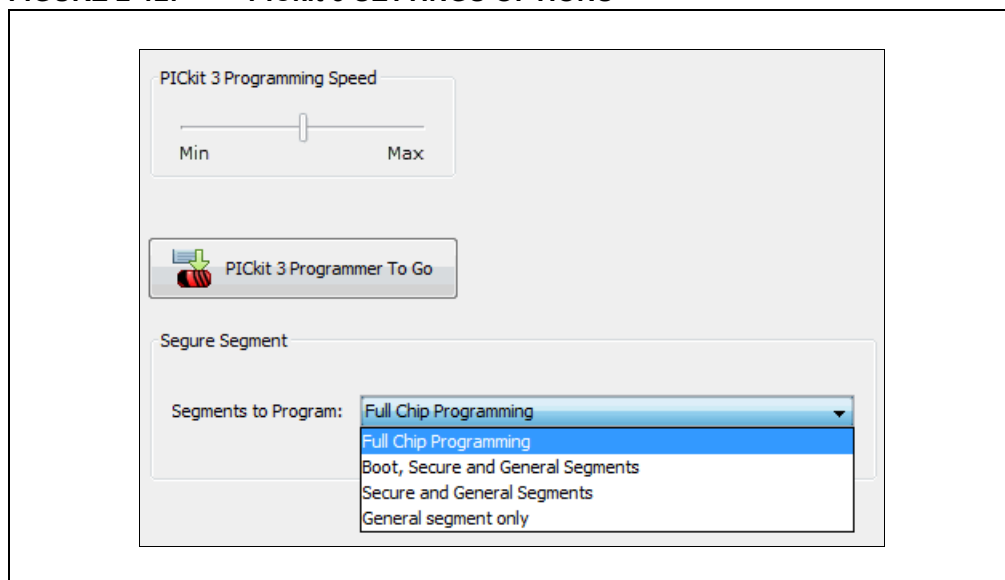 PICkit 3 Programming Speed
Min Max
PICkit 3 Programmer To Go
Segure Segment
Segments to Program: Full Chip Programming
Full Chip Programming
Boot, Secure and General Segments
Secure and General Segments
General segment only